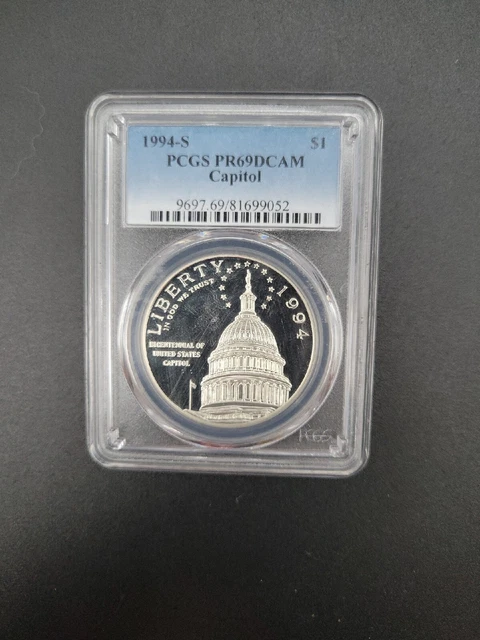 1994-S $1
PCGS PR69DCAM
Capitol
9697.69/81699052
LIBERTY
IN GOD WE TRUST
1994
BICENTENNIAL OF
UNITED STATES
CAPITOL
PCGS